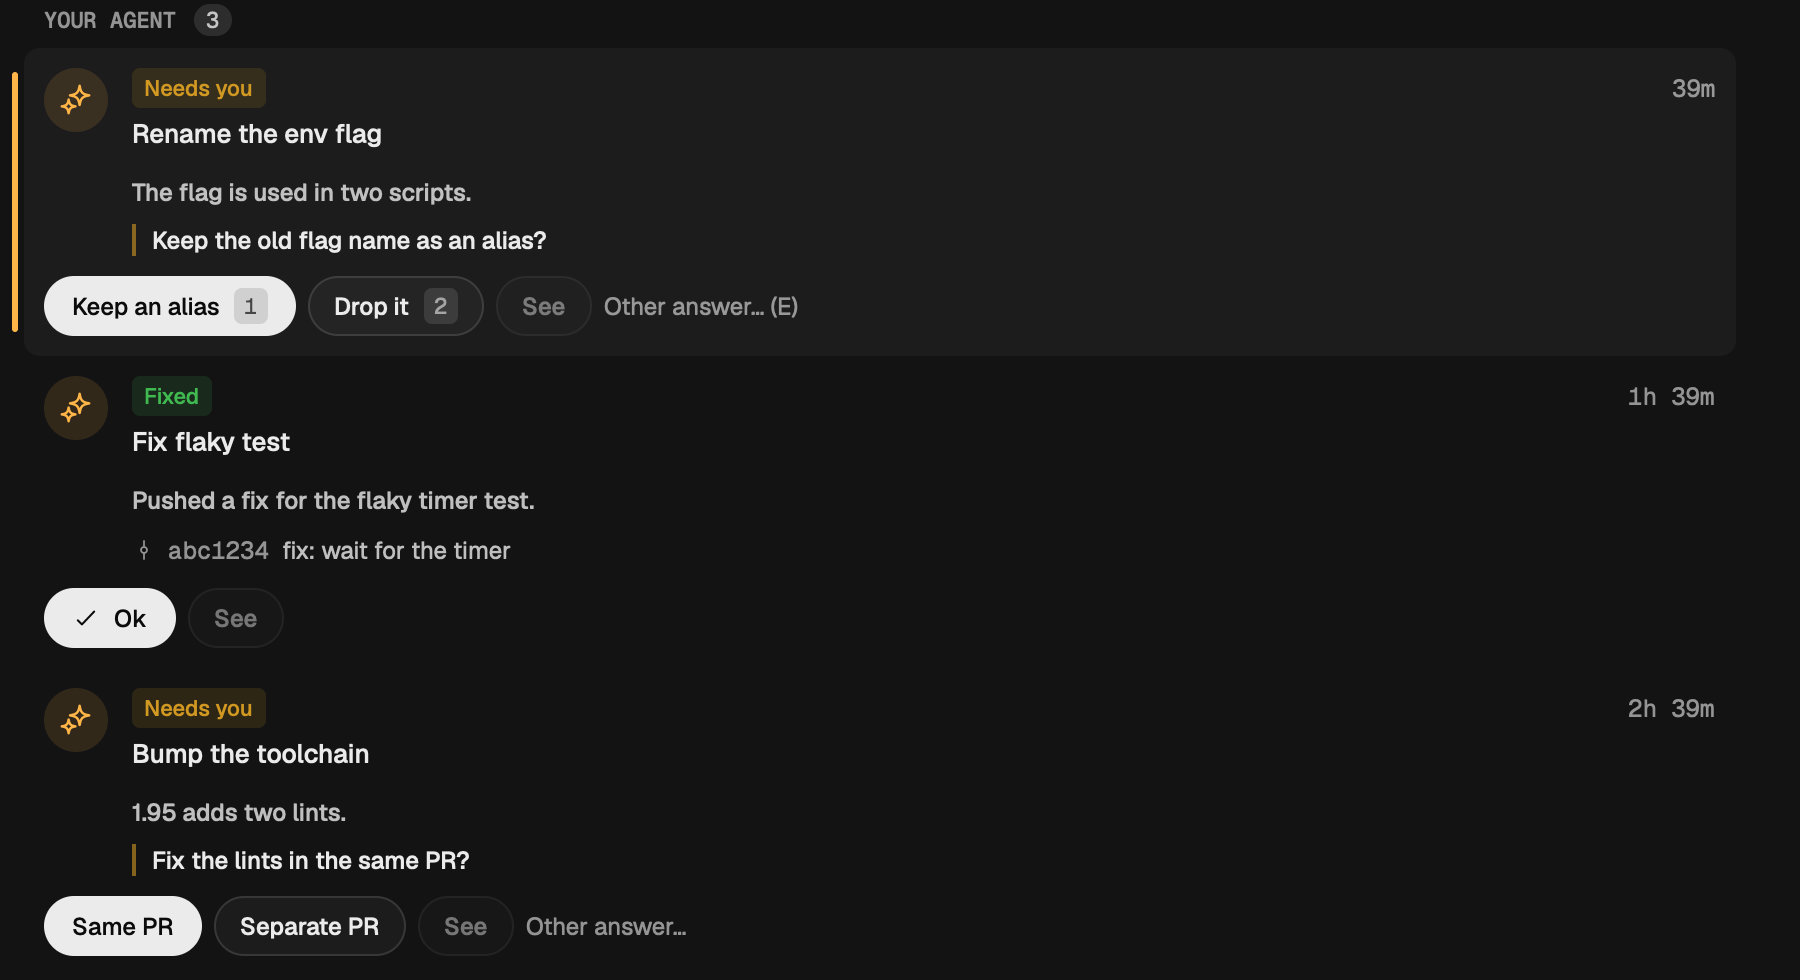 YOUR AGENT 3
Needs you 39m
Rename the env flag
The flag is used in two scripts.
Keep the old flag name as an alias?
Keep an alias 1 Drop it 2 See Other answer... (E)
Fixed 1h 39m
Fix flaky test
Pushed a fix for the flaky timer test.
abc1234 fix: wait for the timer
Ok See
Needs you 2h 39m
Bump the toolchain
1.95 adds two lints.
Fix the lints in the same PR?
Same PR Separate PR See Other answer...